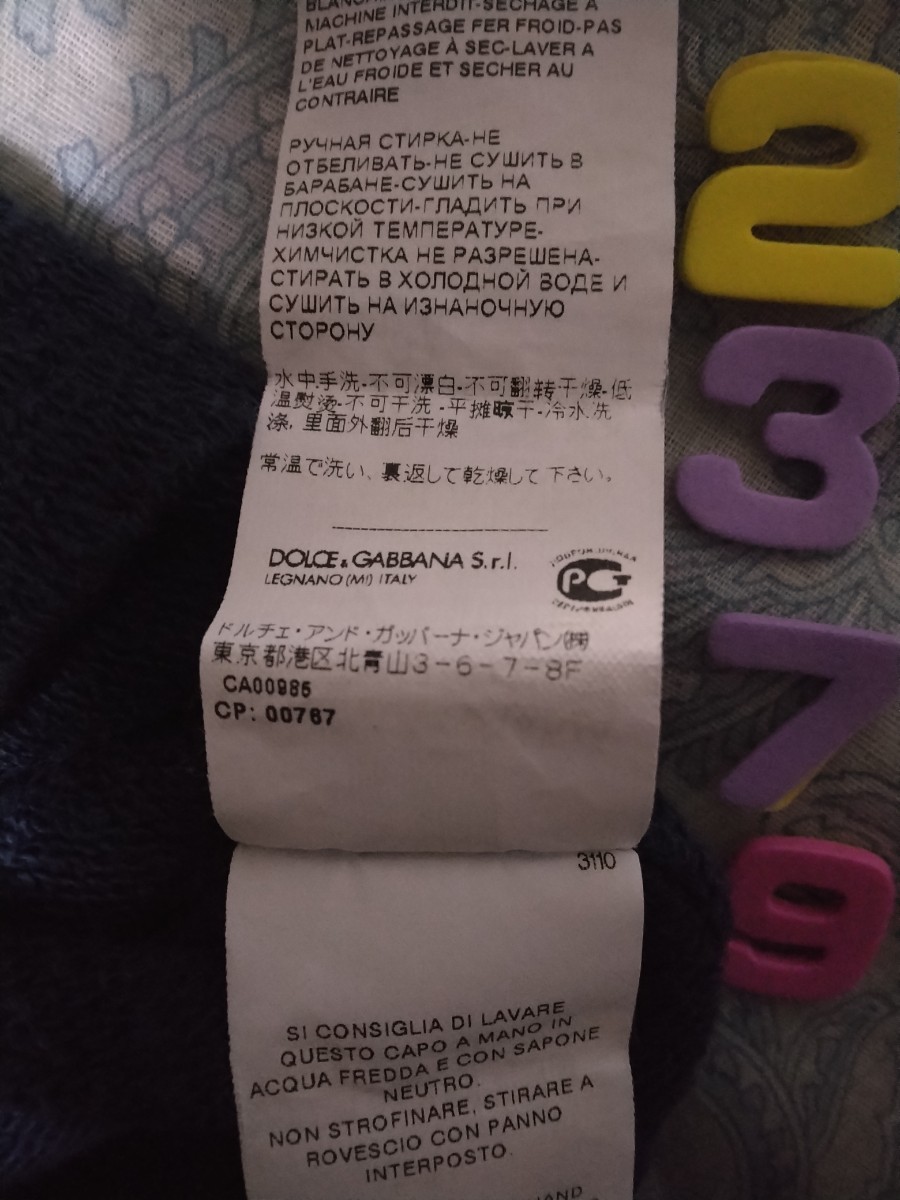 MACHINE INTERDIT-SECHAGE A
PLAT-REPASSAGE FER FROID-PAS
DE NETTOYAGE À SEC-LAVER A
L'EAU FROIDE ET SECHER AU
CONTRAIRE
РУЧНАЯ СТИРКА-НЕ
ОТБЕЛИВАТЬ-НЕ СУШИТЬ В
БАРАБАНЕ-СУШИТЬ НА
ПЛОСКОСТИ-ГЛАДИТЬ ПРИ
НИЗКОЙ ТЕМПЕРАТУРЕ-
ХИМЧИСТКА НЕ РАЗРЕШЕНА-
СТИРАТЬ В ХОЛОДНОЙ ВОДЕ И
СУШИТЬ НА ИЗНАНОЧНУЮ
СТОРОНУ
水中手洗-不可漂白-不可翻转干燥-低
温熨烫-不可干洗-平摊晾干-冷水洗
涤,里面外翻后干燥
常温で洗い、裏返して乾燥して下さい。
DOLCE & GABBANA S.r.l.
LEGNANO (MI) ITALY
РСТ
ドルチェ・アンド・ガッバーナ・ジャパン㈱
東京都港区北青山3-6-7-8F
CA00985
CP: 00767
3110
SI CONSIGLIA DI LAVARE
QUESTO CAPO A MANO IN
ACQUA FREDDA E CON SAPONE
NEUTRO.
NON STROFINARE, STIRARE A
ROVESCIO CON PANNO
INTERPOSTO.
HAND
2
3
7
9